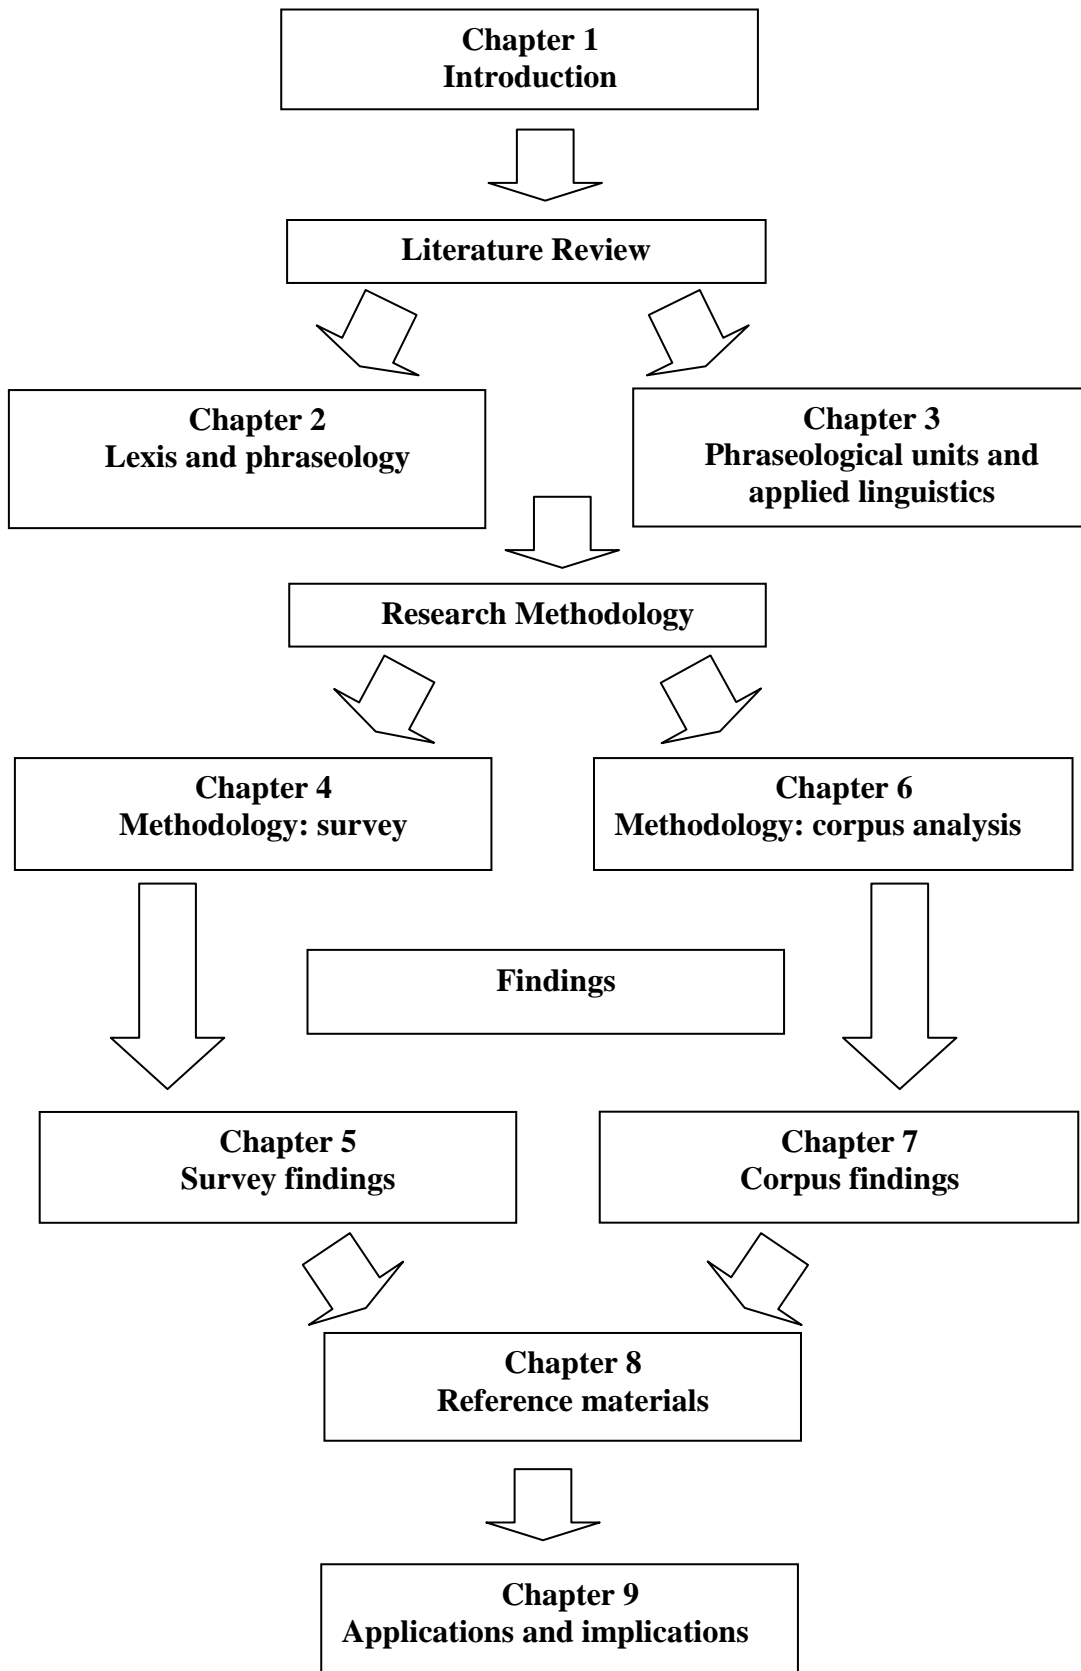 Chapter 1
Introduction
Literature Review
Chapter 2
Lexis and phraseology
Chapter 3
Phraseological units and
applied linguistics
Research Methodology
Chapter 4
Methodology: survey
Chapter 6
Methodology: corpus analysis
Findings
Chapter 5
Survey findings
Chapter 7
Corpus findings
Chapter 8
Reference materials
Chapter 9
Applications and implications